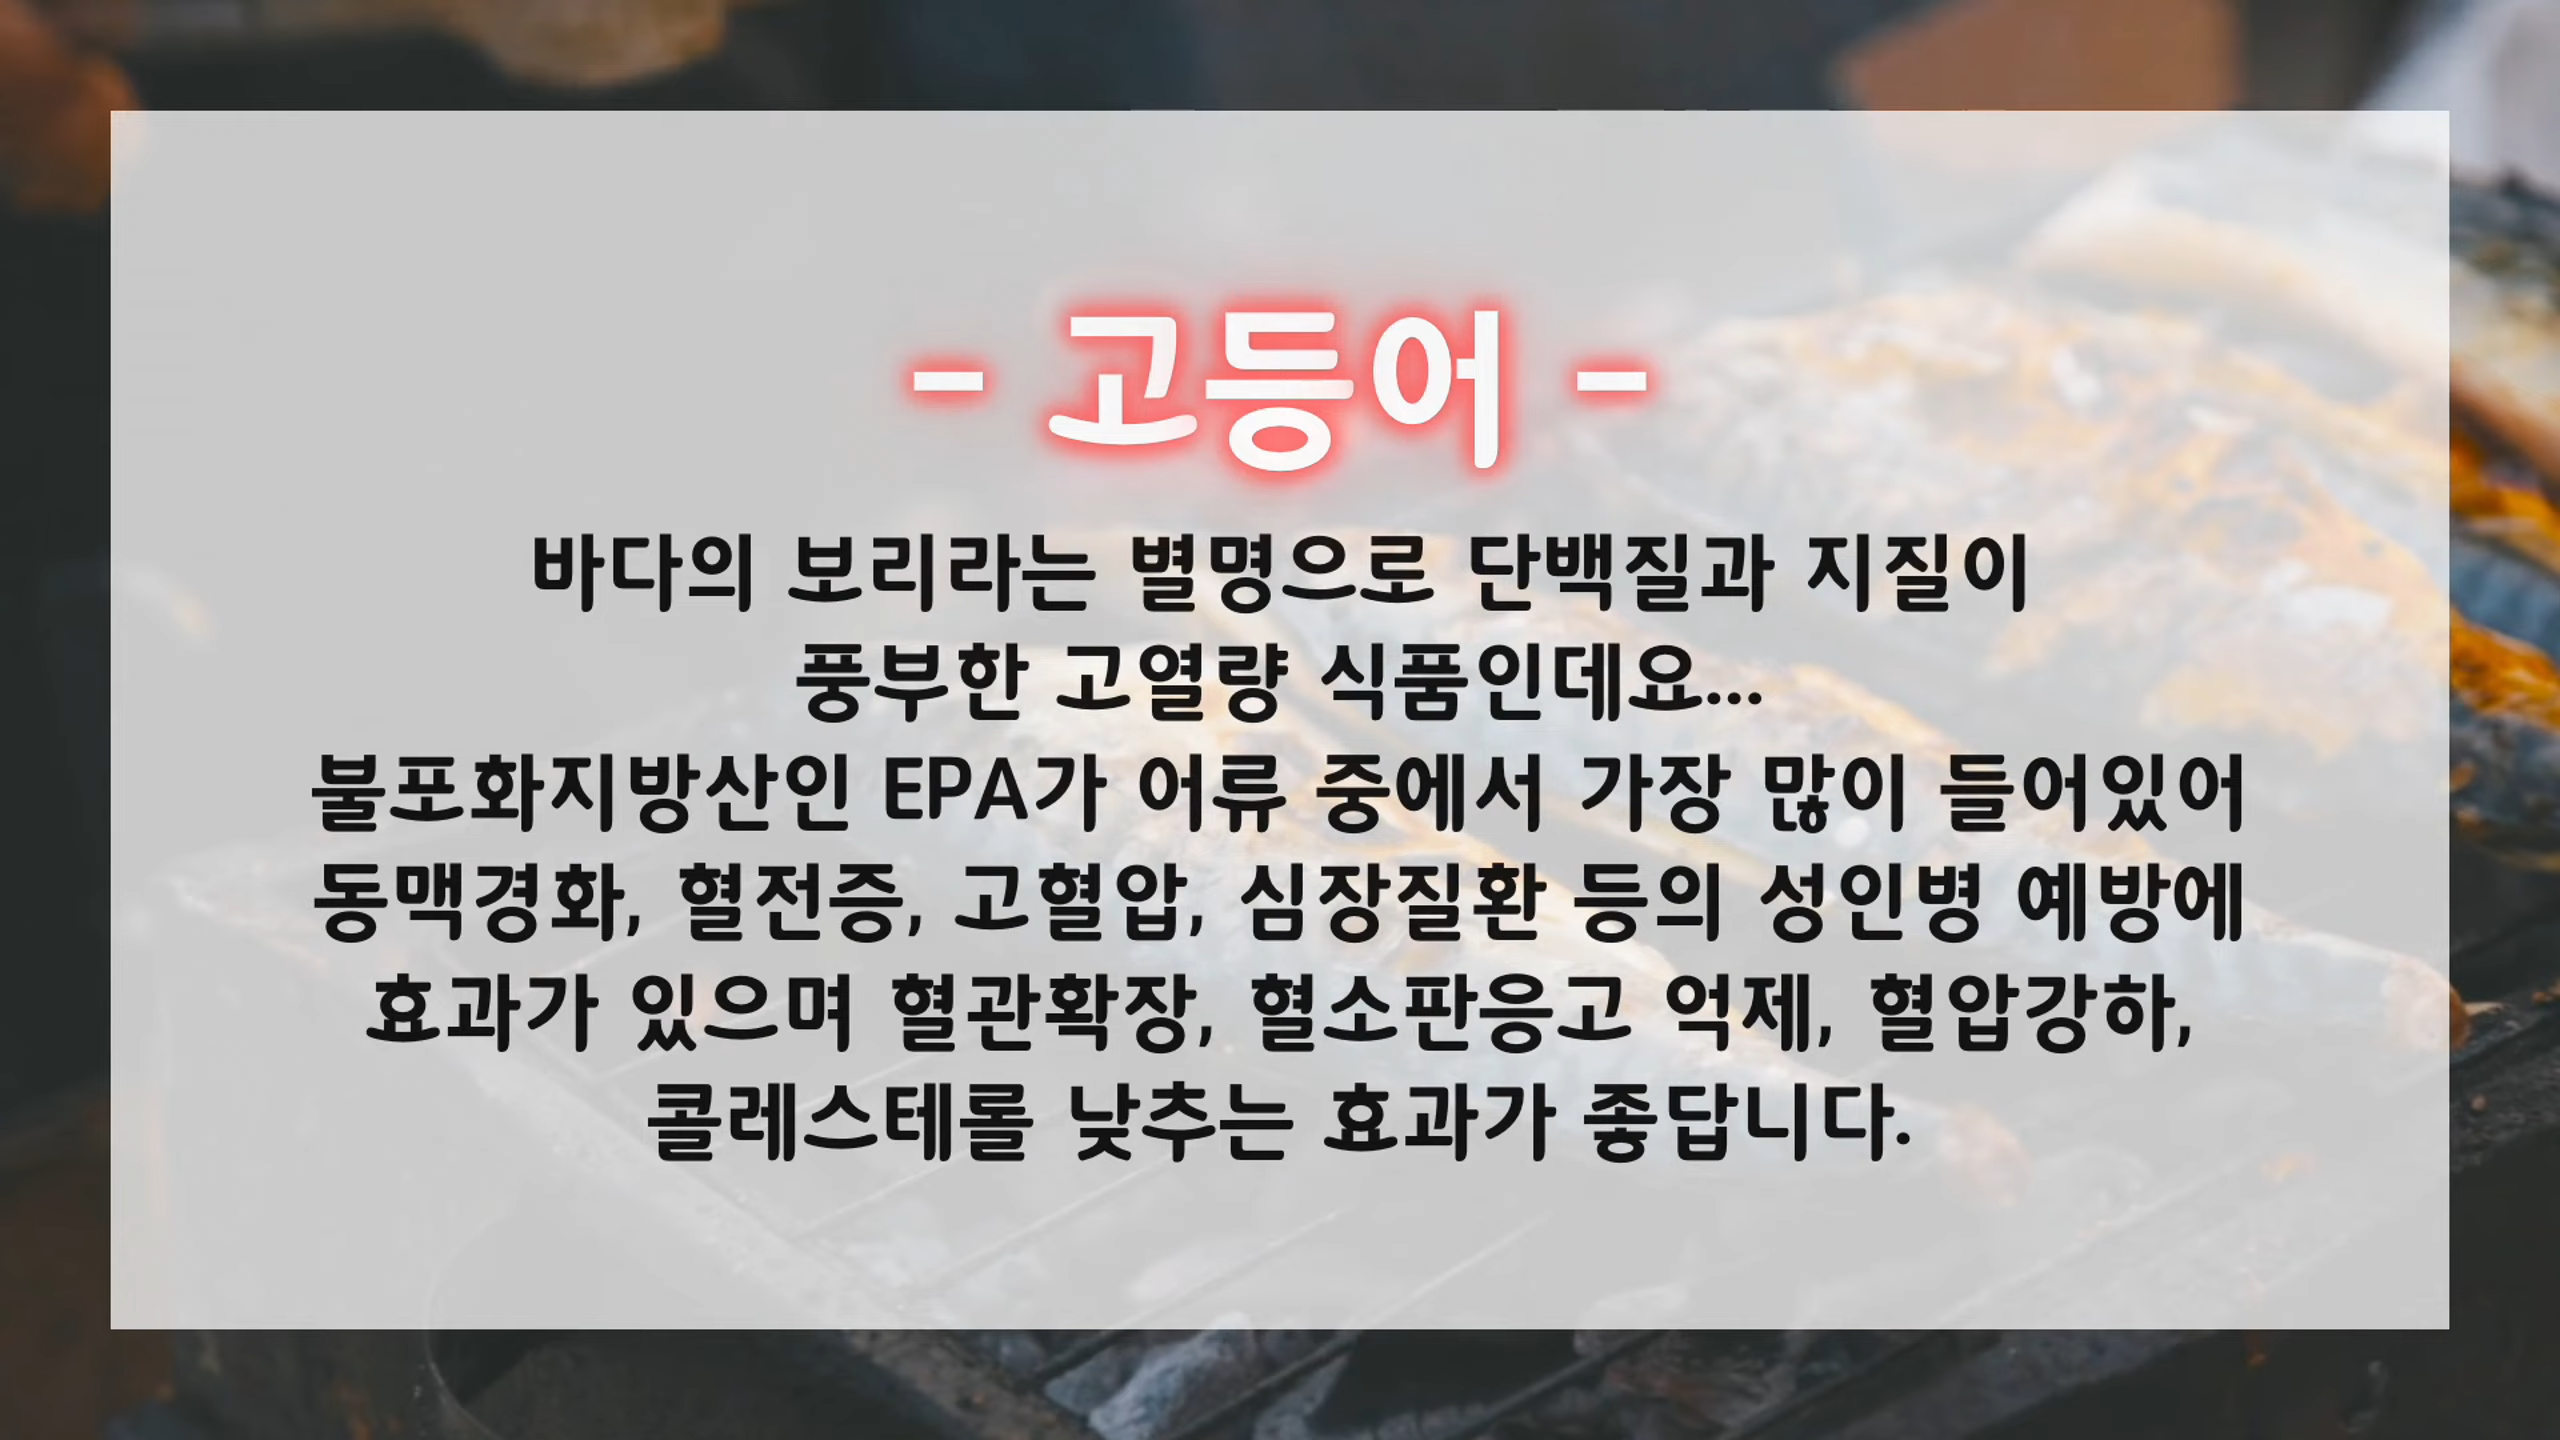 - 고등어 -
바다의 보리라는 별명으로 단백질과 지질이
풍부한 고열량 식품인데요...
불포화지방산인 EPA가 어류 중에서 가장 많이 들어있어
동맥경화, 혈전증, 고혈압, 심장질환 등의 성인병 예방에
효과가 있으며 혈관확장, 혈소판응고 억제, 혈압강하,
콜레스테롤 낮추는 효과가 좋답니다.